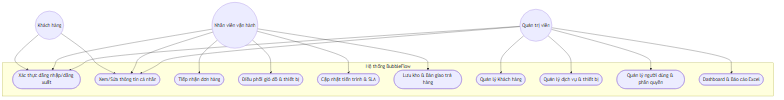 Khách hàng
Nhân viên vận hành
Quản trị viên
Hệ thống BubbleFlow
Xác thực đăng nhập/đăng
xuất
Xem/Sửa thông tin cá nhân
Tiếp nhận đơn hàng
Điều phối giỏ đồ & thiết bị
Cập nhật tiến trình & SLA
Lưu kho & Bàn giao trả
hàng
Quản lý Khách hàng
Quản lý dịch vụ & thiết bị
Quản lý người dùng &
phân quyền
Dashboard & Báo cáo Excel